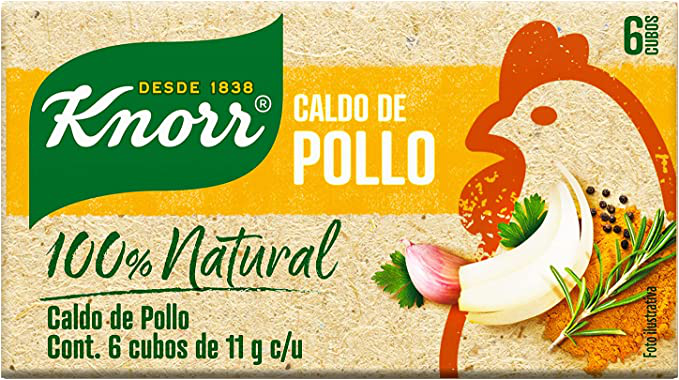 DESDE 1838
Knorr®
CALDO DE
POLLO
6
CUBOS
100% Natural
Caldo de Pollo
Cont. 6 cubos de 11 g c/u
Foto ilustrativa